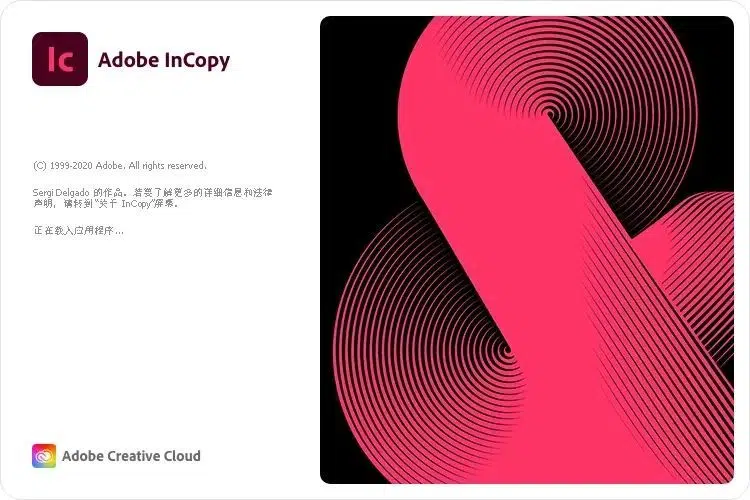 Ic
Adobe InCopy
(C) 1999-2020 Adobe. All rights reserved.
Sergi Delgado 的作品。若要了解更多的详细信息和法律
声明，请转到“关于 InCopy”屏幕。
正在载入应用程序...
Adobe Creative Cloud